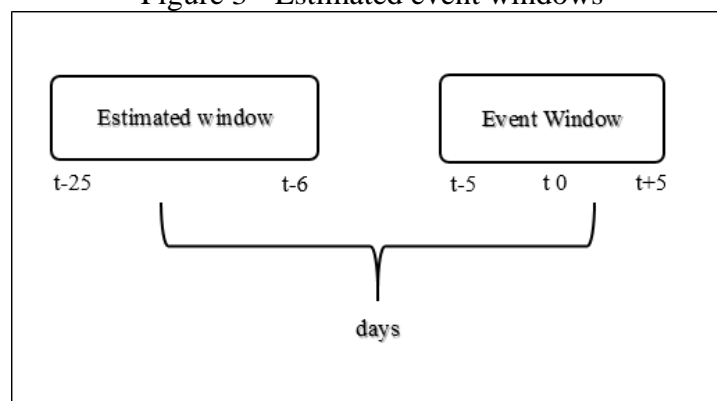 Figure 3 - Estimated event windows
Estimated window
Event Window
t-25 t-6 t-5 t 0 t+5
days